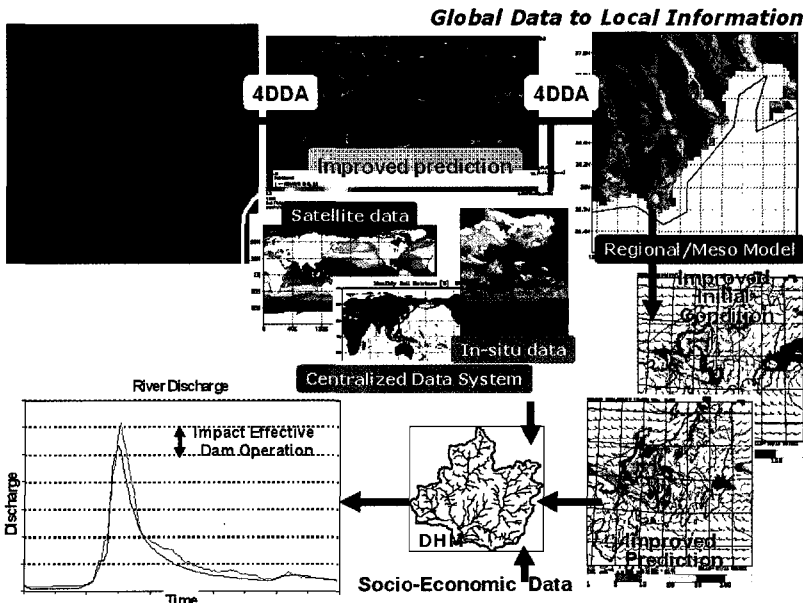 Global Data to Local Information
4DDA
4DDA
Improved prediction
Satellite data
In-situ data
Centralized Data System
Regional/Meso Model
Improved
Initial
Condition
River Discharge
Impact Effective
Dam Operation
Discharge
Time
DHM
Improved
Prediction
Socio-Economic Data